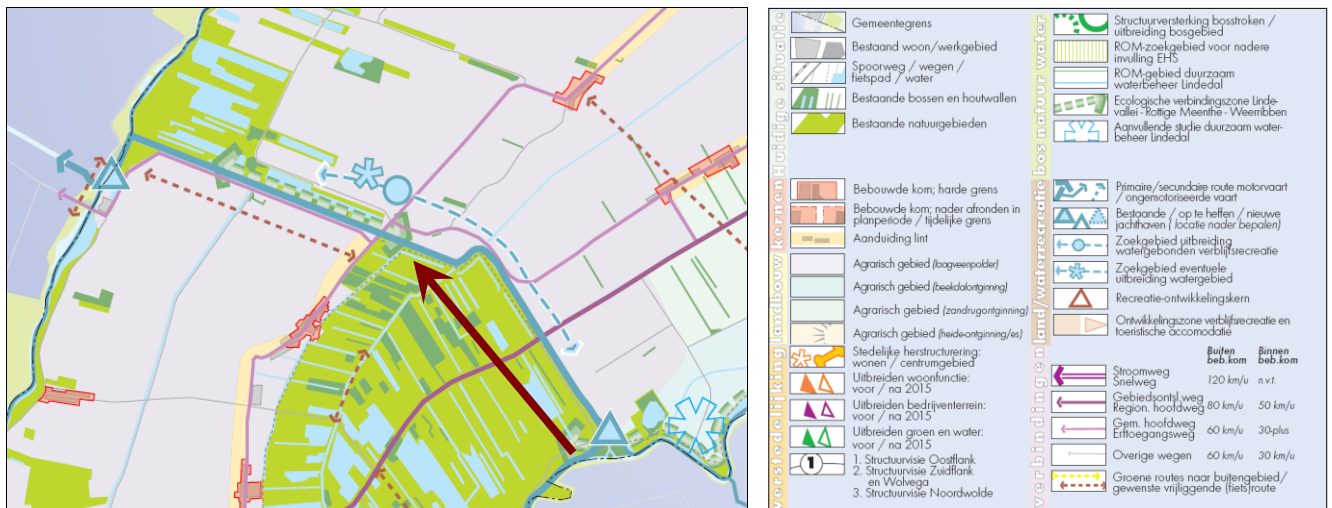 Huidige situatie
Gemeentegrens
Bestaand woon/werkgebied
Spoorweg / wegen /
fietspad / water
Bestaande bossen en houtwallen
Bestaande natuurgebieden
landbouw kernen
Bebouwde kom; harde grens
Bebouwde kom; nader afronden in
planperiode / tijdelijke grens
Aanduiding lint
Agrarisch gebied (laagveenpolder)
Agrarisch gebied (beekdalontginning)
Agrarisch gebied (zandrugontginning)
Agrarisch gebied (heide-ontginning/es)
verstedelijking
Stedelijke herstructurering:
wonen / centrumgebied
Uitbreiden woonfunctie:
voor / na 2015
Uitbreiden bedrijventerrein:
voor / na 2015
Uitbreiden groen en water:
voor / na 2015
1
1. Structuurvisie Oostflank
2. Structuurvisie Zuidflank
en Wolvega
3. Structuurvisie Noordwolde
bos natuur water
Structuurversterking bosstroken /
uitbreiding bosgebied
ROM-zoekgebied voor nadere
invulling EHS
ROM-gebied duurzaam
waterbeheer Lindedal
Ecologische verbindingszone Linde-
vallei - Rottige Meenthe - Weerribben
Aanvullende studie duurzaam water-
beheer Lindedal
land/waterrecreatie
Primaire/secundaire route motorvaart
/ ongemotoriseerde vaart
Bestaande / op te heffen / nieuwe
jachthaven ( locatie nader bepalen)
Zoekgebied uitbreiding
watergebonden verblijfsrecreatie
Zoekgebied eventuele
uitbreiding watergebied
Recreatie-ontwikkelingskern
Ontwikkelingszone verblijfsrecreatie en
toeristische accomodatie
verbindingen
Buiten Binnen
beb.kom beb.kom
Stroomweg
Snelweg 120 km/u n.v.t.
Gebiedsontsl.weg
Region. hoofdweg 80 km/u 50 km/u
Gem. hoofdweg
Erftoegangsweg 60 km/u 30-plus
Overige wegen 60 km/u 30 km/u
Groene routes naar buitengebied/
gewenste vrijliggende (fiets)route